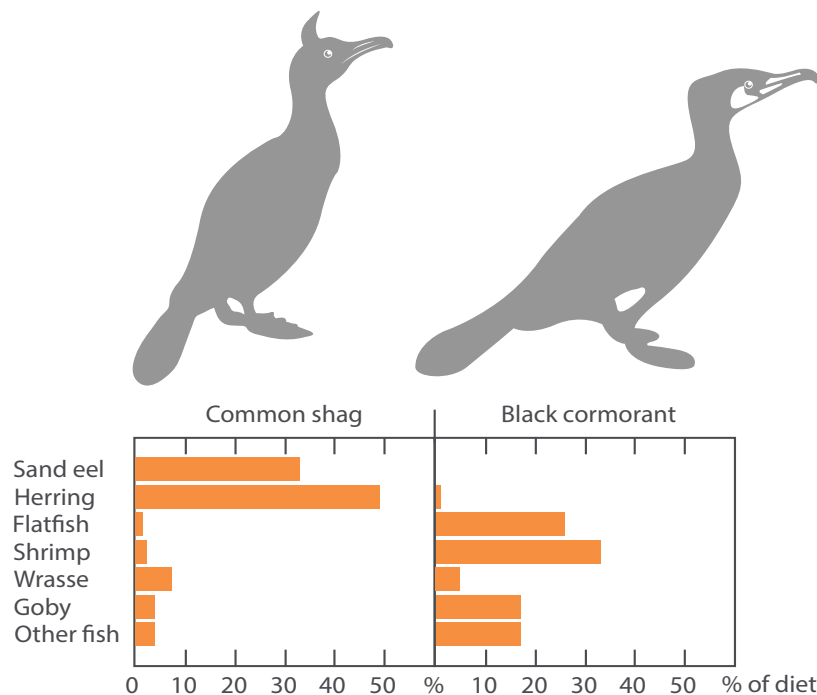 Common shag Black cormorant
Sand eel
Herring
Flatfish
Shrimp
Wrasse
Goby
Other fish
0 10 20 30 40 50 % 10 20 30 40 50 % of diet